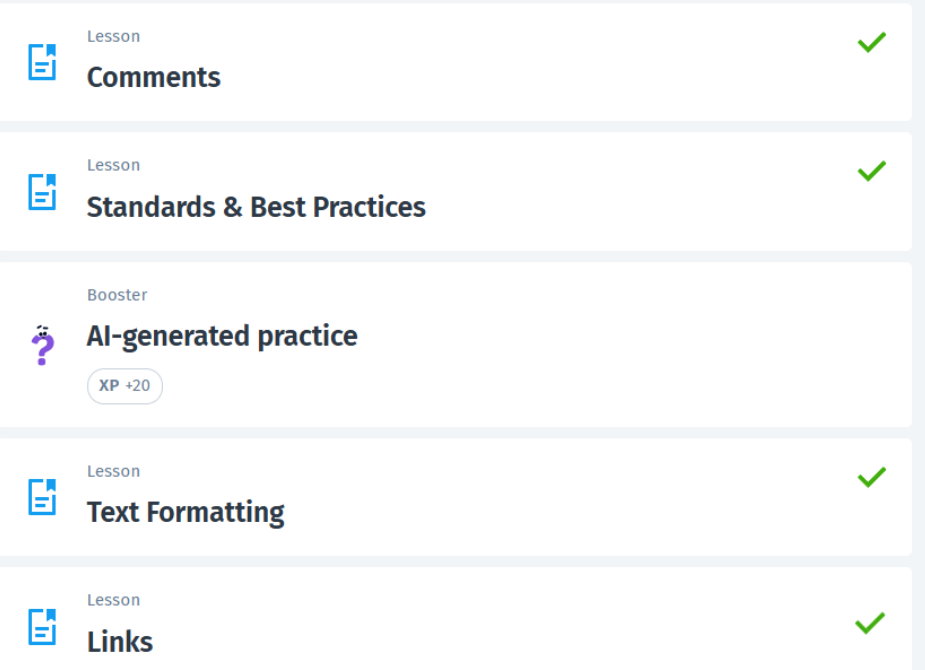 Lesson
Comments
Lesson
Standards & Best Practices
Booster
AI-generated practice
XP +20
Lesson
Text Formatting
Lesson
Links